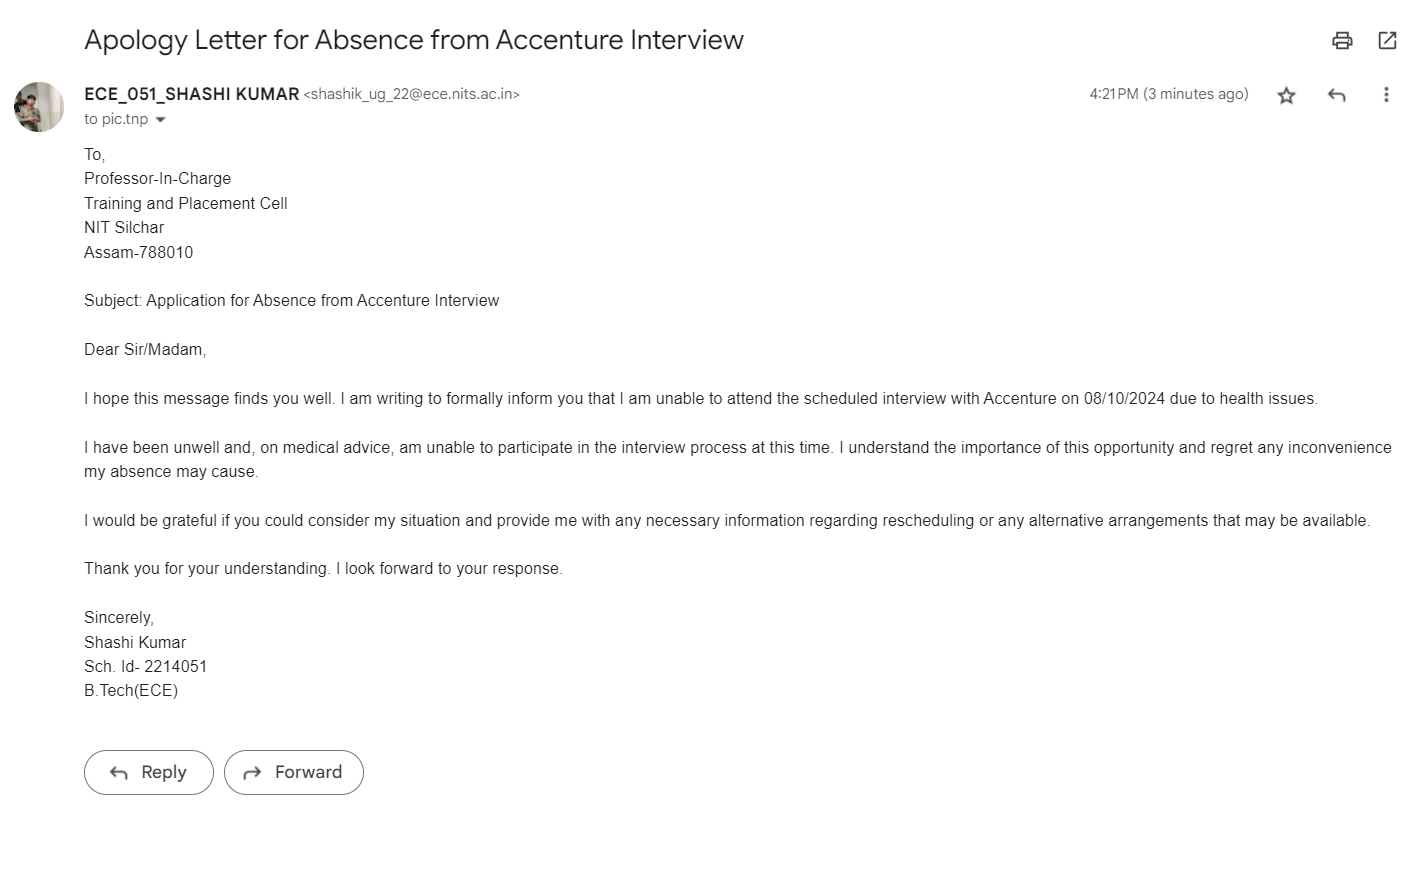 Apology Letter for Absence from Accenture Interview
ECE_051_SHASHI KUMAR <shashik_ug_22@ece.nits.ac.in>
4:21 PM (3 minutes ago)
to pic.tnp
To,
Professor-In-Charge
Training and Placement Cell
NIT Silchar
Assam-788010
Subject: Application for Absence from Accenture Interview
Dear Sir/Madam,
I hope this message finds you well. I am writing to formally inform you that I am unable to attend the scheduled interview with Accenture on 08/10/2024 due to health issues.
I have been unwell and, on medical advice, am unable to participate in the interview process at this time. I understand the importance of this opportunity and regret any inconvenience
my absence may cause.
I would be grateful if you could consider my situation and provide me with any necessary information regarding rescheduling or any alternative arrangements that may be available.
Thank you for your understanding. I look forward to your response.
Sincerely,
Shashi Kumar
Sch. Id- 2214051
B.Tech(ECE)
Reply
Forward